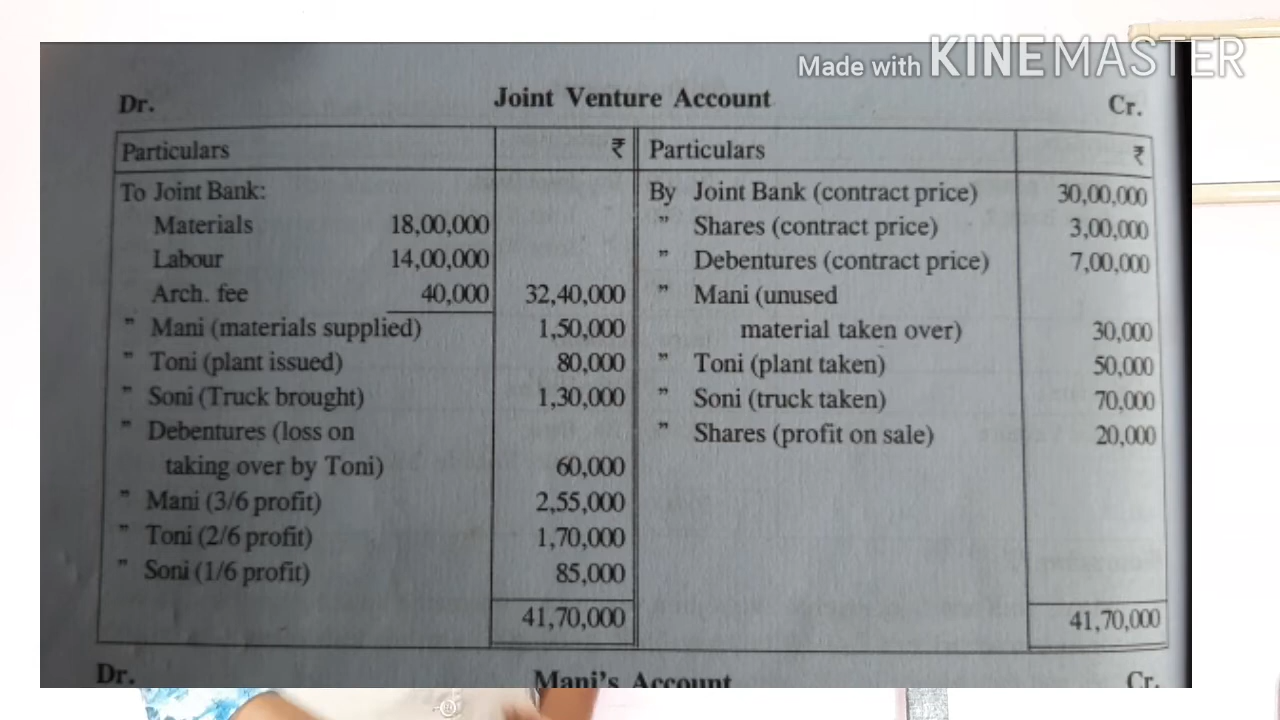 Made with KINEMASTER
Dr. Joint Venture Account Cr.
Particulars ₹ Particulars ₹
To Joint Bank: By Joint Bank (contract price) 30,00,000
Materials 18,00,000 " Shares (contract price) 3,00,000
Labour 14,00,000 " Debentures (contract price) 7,00,000
Arch. fee 40,000 32,40,000 " Mani (unused
" Mani (materials supplied) 1,50,000 material taken over) 30,000
" Toni (plant issued) 80,000 " Toni (plant taken) 50,000
" Soni (Truck brought) 1,30,000 " Soni (truck taken) 70,000
" Debentures (loss on " Shares (profit on sale) 20,000
taking over by Toni) 60,000
" Mani (3/6 profit) 2,55,000
" Toni (2/6 profit) 1,70,000
" Soni (1/6 profit) 85,000
41,70,000 41,70,000
Dr. Mani's Account Cr.